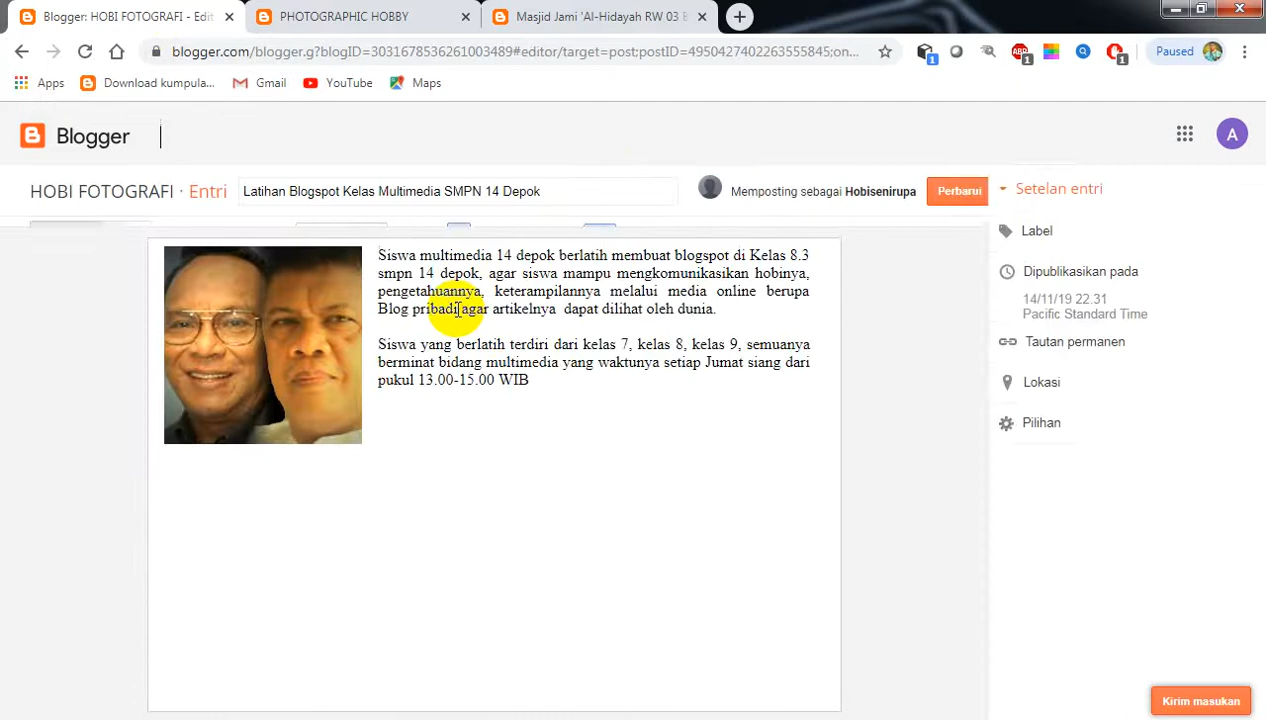 Blogger: HOBI FOTOGRAFI - Edit
PHOTOGRAPHIC HOBBY
Masjid Jami 'Al-Hidayah RW 03
blogger.com/blogger.g?blogID=3031678536261003489#editor/target=post;postID=4950427402263555845;on...
1
1
1
Paused
Apps
Download kumpula...
Gmail
YouTube
Maps
Blogger
A
HOBI FOTOGRAFI · Entri
Latihan Blogspot Kelas Multimedia SMPN 14 Depok
Memposting sebagai Hobisenirupa
Perbarui
Setelan entri
Siswa multimedia 14 depok berlatih membuat blogspot di Kelas 8.3
smpn 14 depok, agar siswa mampu mengkomunikasikan hobinya,
pengetahuannya, keterampilannya melalui media online berupa
Blog pribadi agar artikelnya dapat dilihat oleh dunia.
Siswa yang berlatih terdiri dari kelas 7, kelas 8, kelas 9, semuanya
berminat bidang multimedia yang waktunya setiap Jumat siang dari
pukul 13.00-15.00 WIB
Label
Dipublikasikan pada
14/11/19 22.31
Pacific Standard Time
Tautan permanen
Lokasi
Pilihan
Kirim masukan